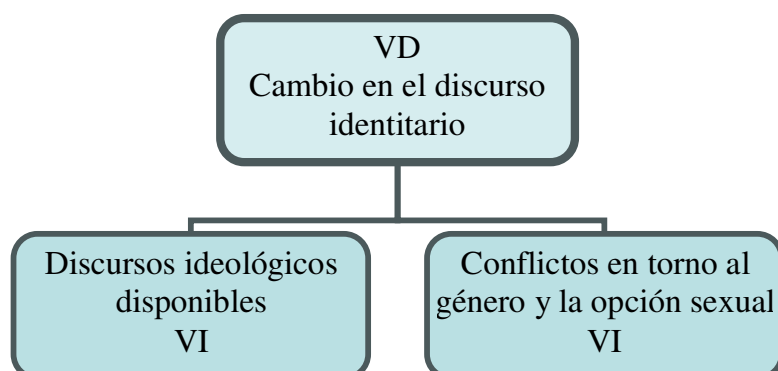 VD
Cambio en el discurso
identitario
Discursos ideológicos
disponibles
VI
Conflictos en torno al
género y la opción sexual
VI